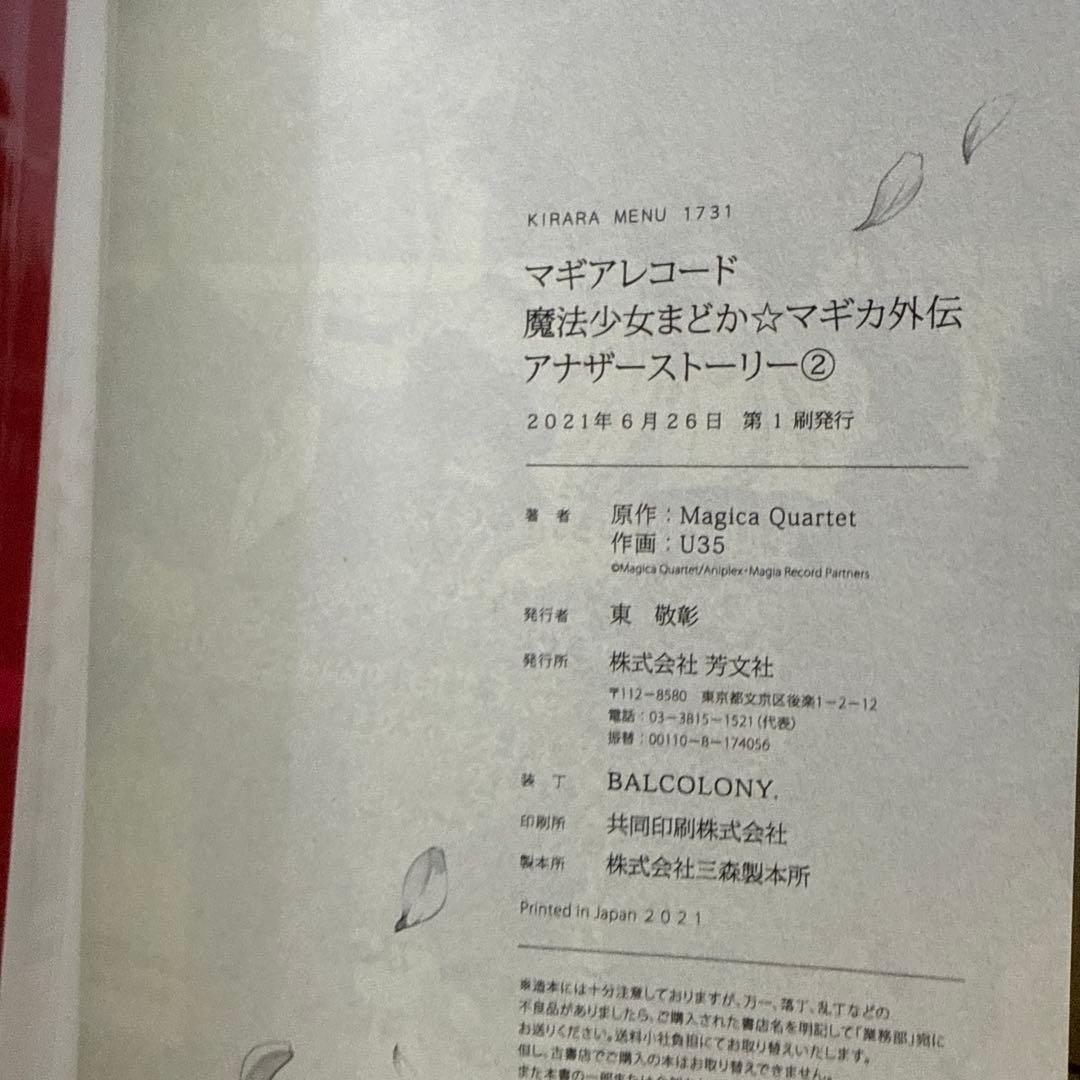 KIRARA MENU 1731
マギアレコード
魔法少女まどか☆マギカ外伝
アナザーストーリー②
2021年6月26日 第1刷発行
著者 原作：Magica Quartet
作画：U35
©Magica Quartet/Aniplex・Magia Record Partners
発行者 東 敬彰
発行所 株式会社 芳文社
〒112-8580 東京都文京区後楽1-2-12
電話：03-3815-1521（代表）
振替：00110-8-174056
装丁 BALCOLONY.
印刷所 共同印刷株式会社
製本所 株式会社三森製本所
Printed in Japan 2021
※造本には十分注意しておりますが、万一、落丁、乱丁などの
不良品がありましたら、ご購入された書店名を明記して「業務部」宛に
お送りください。送料小社負担にてお取り替えいたします。
但し、古書店でご購入の本はお取り替えできません。
また本書の一部または